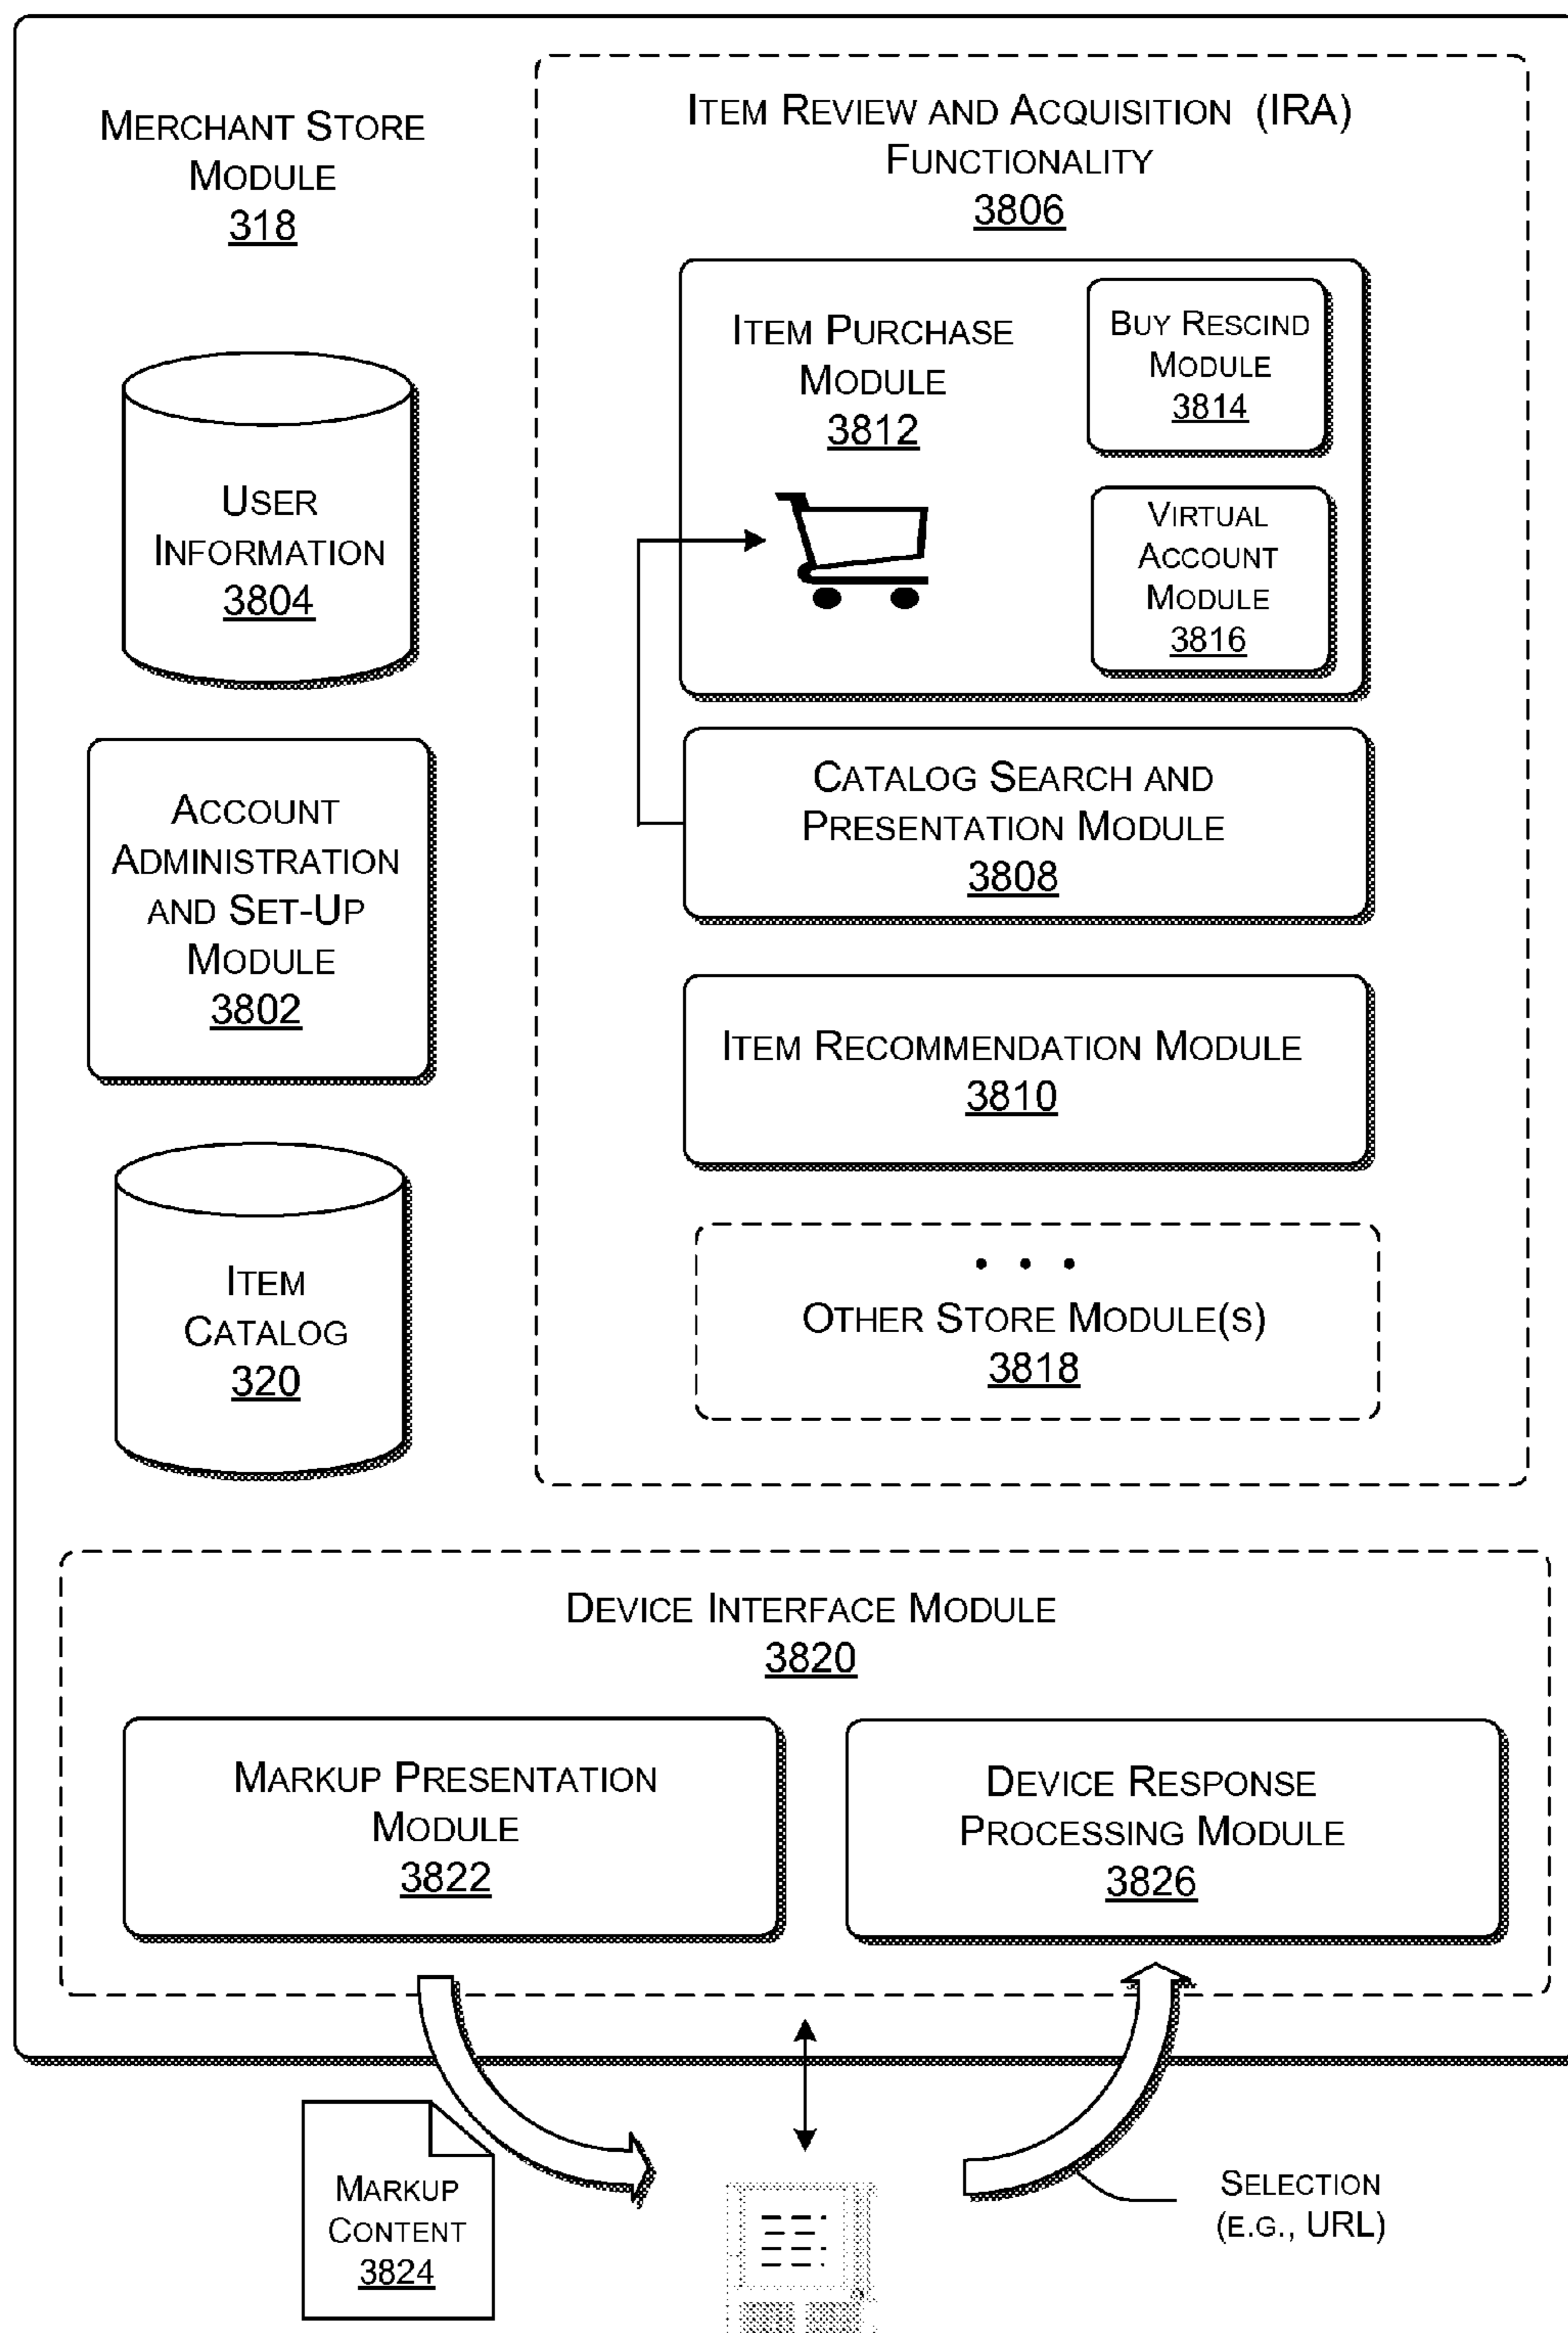 MERCHANT STORE
MODULE
318
USER
INFORMATION
3804
ACCOUNT
ADMINISTRATION
AND SET-UP
MODULE
3802
ITEM
CATALOG
320
ITEM REVIEW AND ACQUISITION (IRA)
FUNCTIONALITY
3806
ITEM PURCHASE
MODULE
3812
BUY RESCIND
MODULE
3814
VIRTUAL
ACCOUNT
MODULE
3816
CATALOG SEARCH AND
PRESENTATION MODULE
3808
ITEM RECOMMENDATION MODULE
3810
• • •
OTHER STORE MODULE(S)
3818
DEVICE INTERFACE MODULE
3820
MARKUP PRESENTATION
MODULE
3822
DEVICE RESPONSE
PROCESSING MODULE
3826
MARKUP
CONTENT
3824
SELECTION
(E.G., URL)